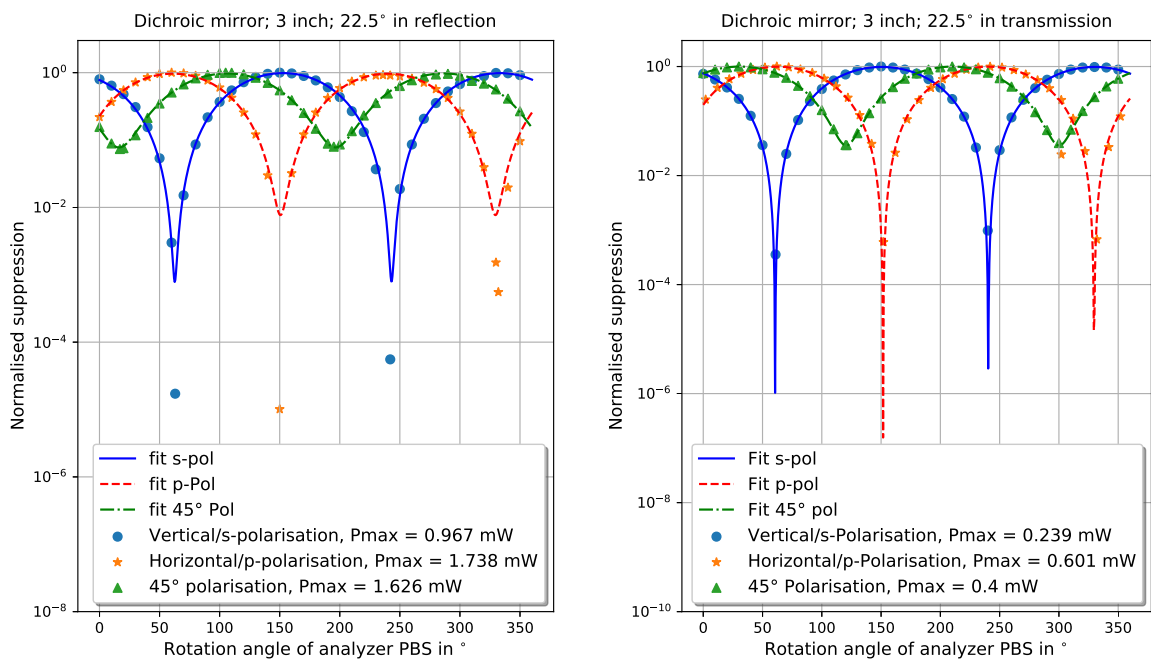 Dichroic mirror; 3 inch; 22.5° in reflection
Normalised suppression
10⁰
10⁻²
10⁻⁴
10⁻⁶
10⁻⁸
fit s-pol
fit p-Pol
fit 45° Pol
Vertical/s-polarisation, Pmax = 0.967 mW
Horizontal/p-polarisation, Pmax = 1.738 mW
45° polarisation, Pmax = 1.626 mW
0 50 100 150 200 250 300 350
Rotation angle of analyzer PBS in °
Dichroic mirror; 3 inch; 22.5° in transmission
Normalised suppression
10⁰
10⁻²
10⁻⁴
10⁻⁶
10⁻⁸
10⁻¹⁰
Fit s-pol
Fit p-pol
Fit 45° pol
Vertical/s-Polarisation, Pmax = 0.239 mW
Horizontal/p-Polarisation, Pmax = 0.601 mW
45° Polarisation, Pmax = 0.4 mW
0 50 100 150 200 250 300 350
Rotation angle of analyzer PBS in °